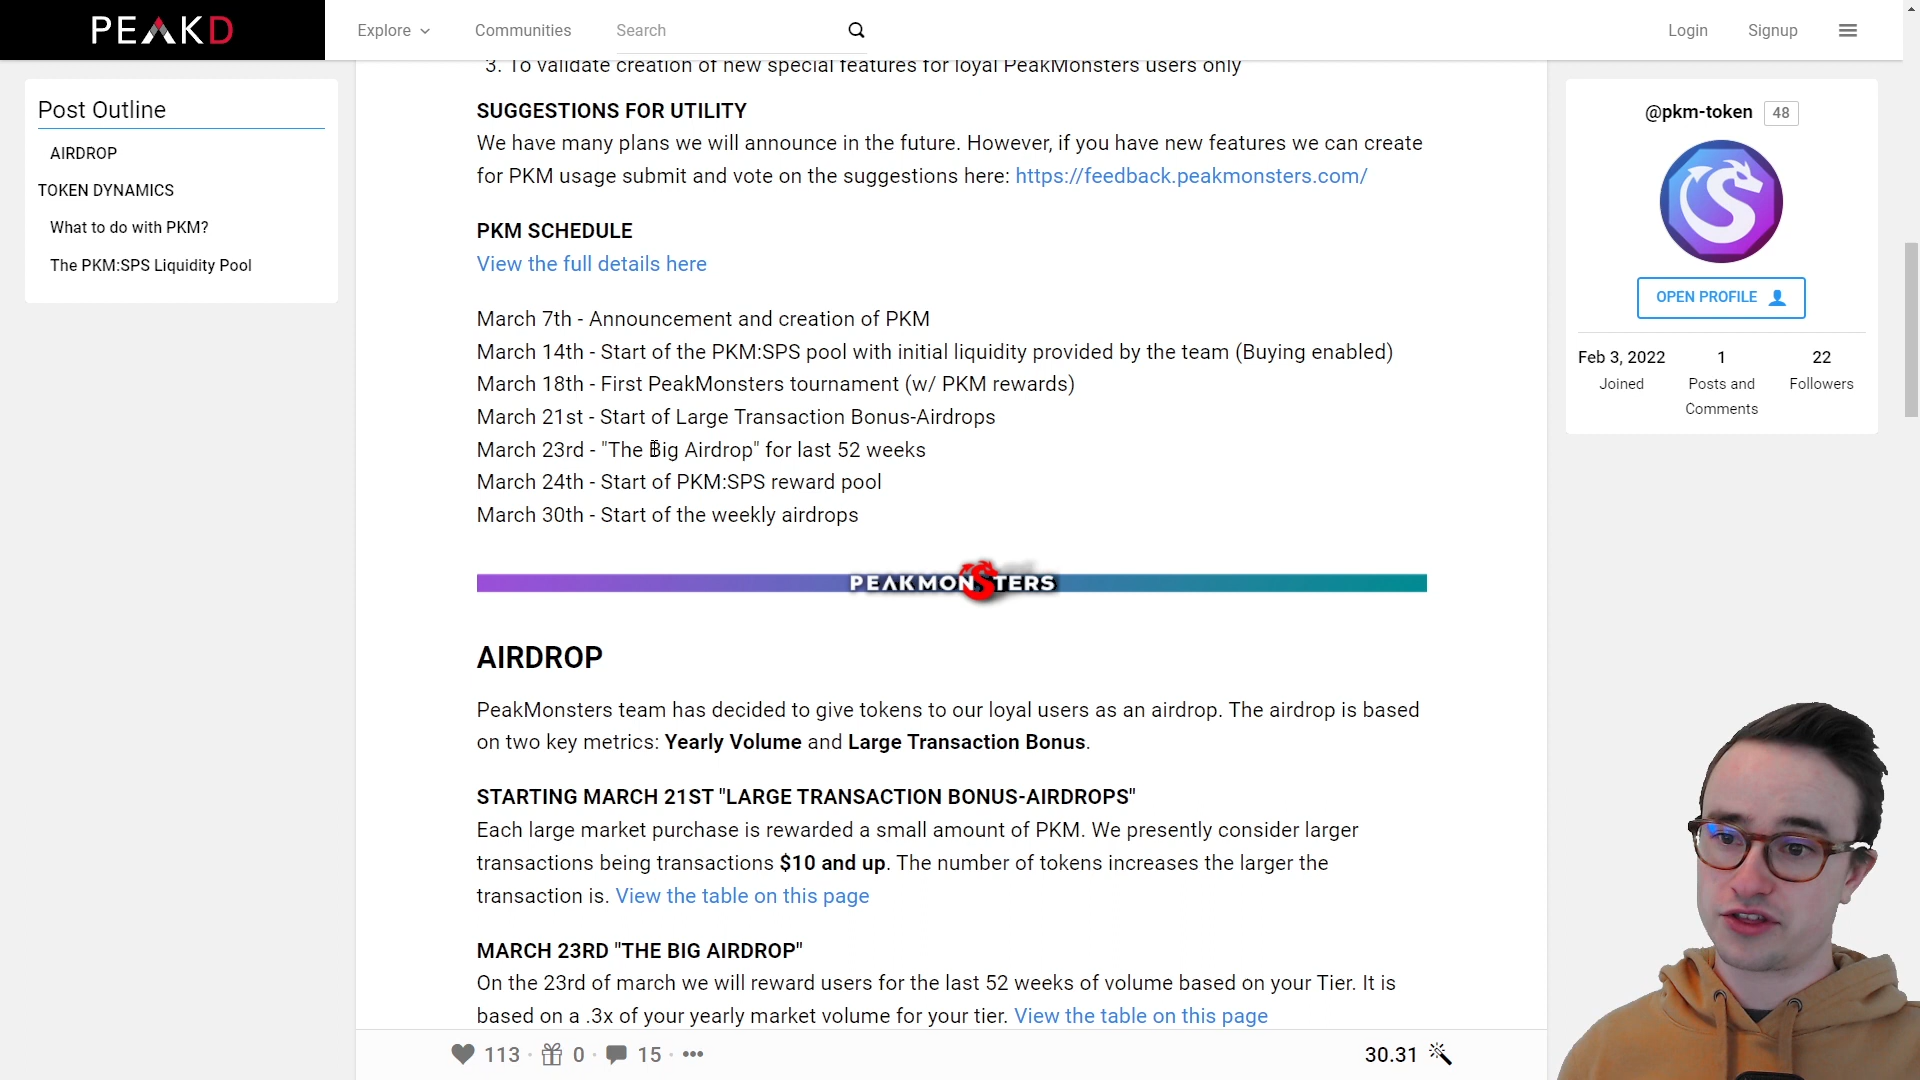 PEAKD
Explore
Communities
Search
Login
Signup
Post Outline
AIRDROP
TOKEN DYNAMICS
What to do with PKM?
The PKM:SPS Liquidity Pool
3. To validate creation of new special features for loyal PeakMonsters users only
SUGGESTIONS FOR UTILITY
We have many plans we will announce in the future. However, if you have new features we can create
for PKM usage submit and vote on the suggestions here: https://feedback.peakmonsters.com/
PKM SCHEDULE
View the full details here
March 7th - Announcement and creation of PKM
March 14th - Start of the PKM:SPS pool with initial liquidity provided by the team (Buying enabled)
March 18th - First PeakMonsters tournament (w/ PKM rewards)
March 21st - Start of Large Transaction Bonus-Airdrops
March 23rd - "The Big Airdrop" for last 52 weeks
March 24th - Start of PKM:SPS reward pool
March 30th - Start of the weekly airdrops
PEAKMONSTERS
AIRDROP
PeakMonsters team has decided to give tokens to our loyal users as an airdrop. The airdrop is based
on two key metrics: Yearly Volume and Large Transaction Bonus.
STARTING MARCH 21ST "LARGE TRANSACTION BONUS-AIRDROPS"
Each large market purchase is rewarded a small amount of PKM. We presently consider larger
transactions being transactions $10 and up. The number of tokens increases the larger the
transaction is. View the table on this page
MARCH 23RD "THE BIG AIRDROP"
On the 23rd of march we will reward users for the last 52 weeks of volume based on your Tier. It is
based on a .3x of your yearly market volume for your tier. View the table on this page
113 · 0 · 15 · •••
30.31
@pkm-token 48
OPEN PROFILE
Feb 3, 2022 1 22
Joined Posts and Followers
Comments